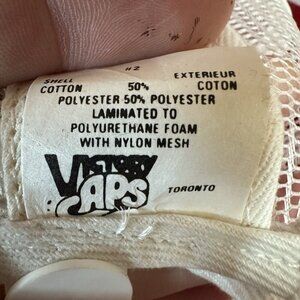 #2
SHELL EXTERIEUR
COTTON 50% COTON
POLYESTER 50% POLYESTER
LAMINATED TO
POLYURETHANE FOAM
WITH NYLON MESH
VICTORY
CAPS TORONTO